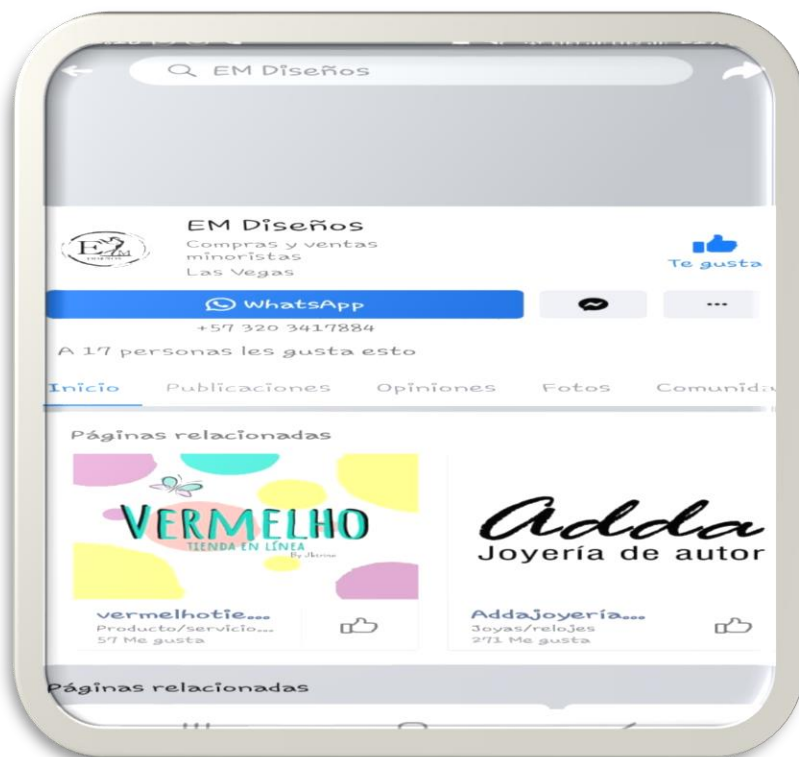 EM Diseños
EM Diseños
Compras y ventas
minoristas
Las Vegas
Te gusta
EM
WhatsApp
+57 320 3417884
A 17 personas les gusta esto
Inicio Publicaciones Opiniones Fotos Comunida
Páginas relacionadas
VERMELHO
TIENDA EN LÍNEA
Adda
Joyería de autor
vermelhotie...
Producto/servicio...
57 Me gusta
Addajoyería...
Joyas/relojes
271 Me gusta
Páginas relacionadas